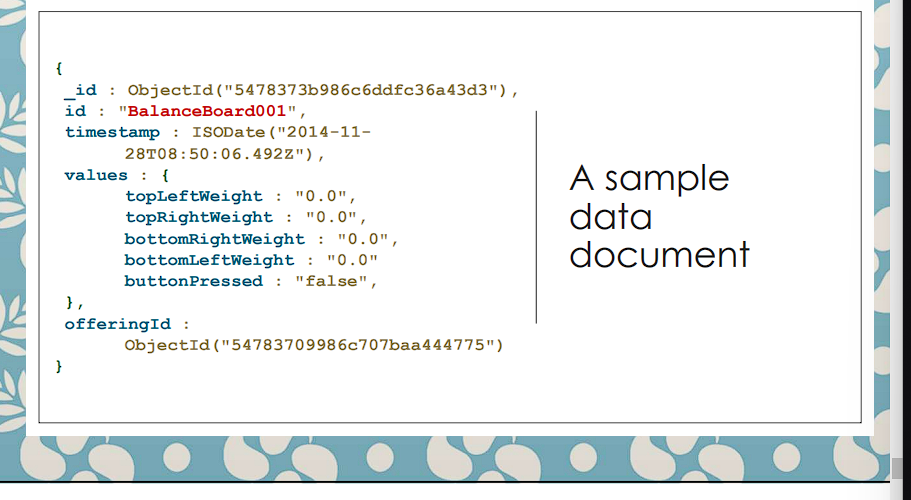 {
_id : ObjectId("5478373b986c6ddfc36a43d3"),
id : "BalanceBoard001",
timestamp : ISODate("2014-11-
28T08:50:06.492Z"),
values : {
topLeftWeight : "0.0",
topRightWeight : "0.0",
bottomRightWeight : "0.0",
bottomLeftWeight : "0.0"
buttonPressed : "false",
},
offeringId :
ObjectId("54783709986c707baa444775")
}
A sample
data
document